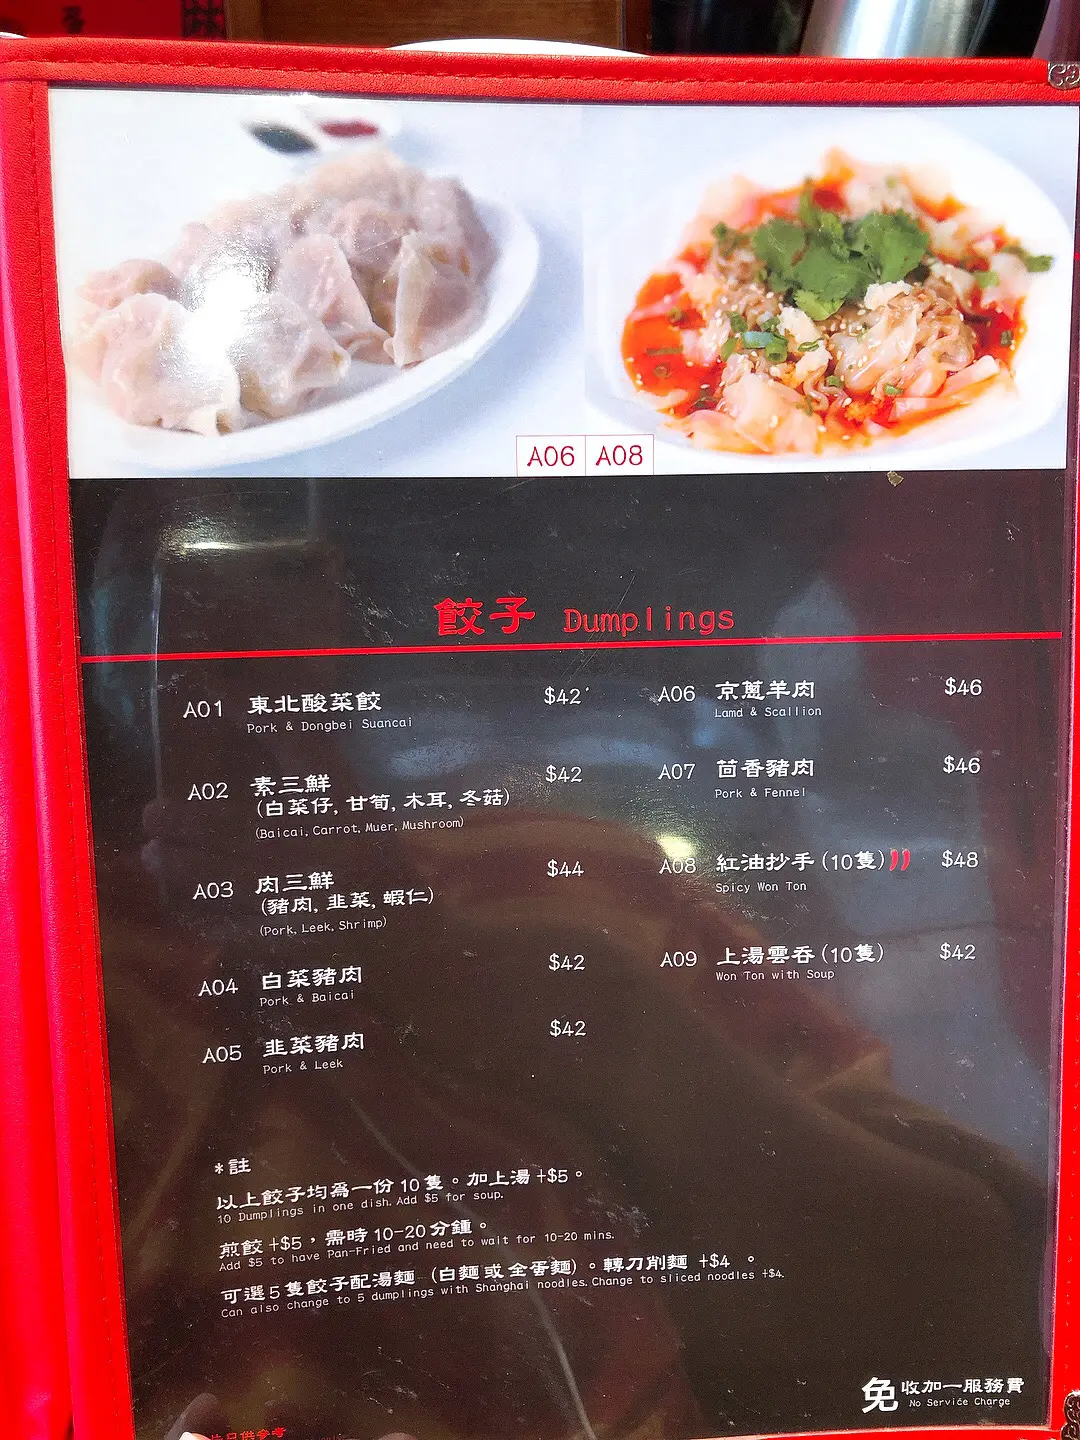 A06 A08
餃子 Dumplings
A01 東北酸菜餃 $42
Pork & Dongbei Suancai
A02 素三鮮 $42
(白菜仔, 甘筍, 木耳, 冬菇)
(Baicai, Carrot, Muer, Mushroom)
A03 肉三鮮 $44
(豬肉, 韭菜, 蝦仁)
(Pork, Leek, Shrimp)
A04 白菜豬肉 $42
Pork & Baicai
A05 韭菜豬肉 $42
Pork & Leek
A06 京蔥羊肉 $46
Lamd & Scallion
A07 茴香豬肉 $46
Pork & Fennel
A08 紅油抄手 (10隻) $48
Spicy Won Ton
A09 上湯雲吞 (10隻) $42
Won Ton with Soup
*註
以上餃子均為一份 10 隻。加上湯 +$5。
10 Dumplings in one dish. Add $5 for soup.
煎餃 +$5，需時 10-20 分鐘。
Add $5 to have Pan-Fried and need to wait for 10-20 mins.
可選 5 隻餃子配湯麵 (白麵或全蛋麵)。轉刀削麵 +$4 。
Can also change to 5 dumplings with Shanghai noodles. Change to sliced noodles +$4.
免收加一服務費
No Service Charge
片只供參考